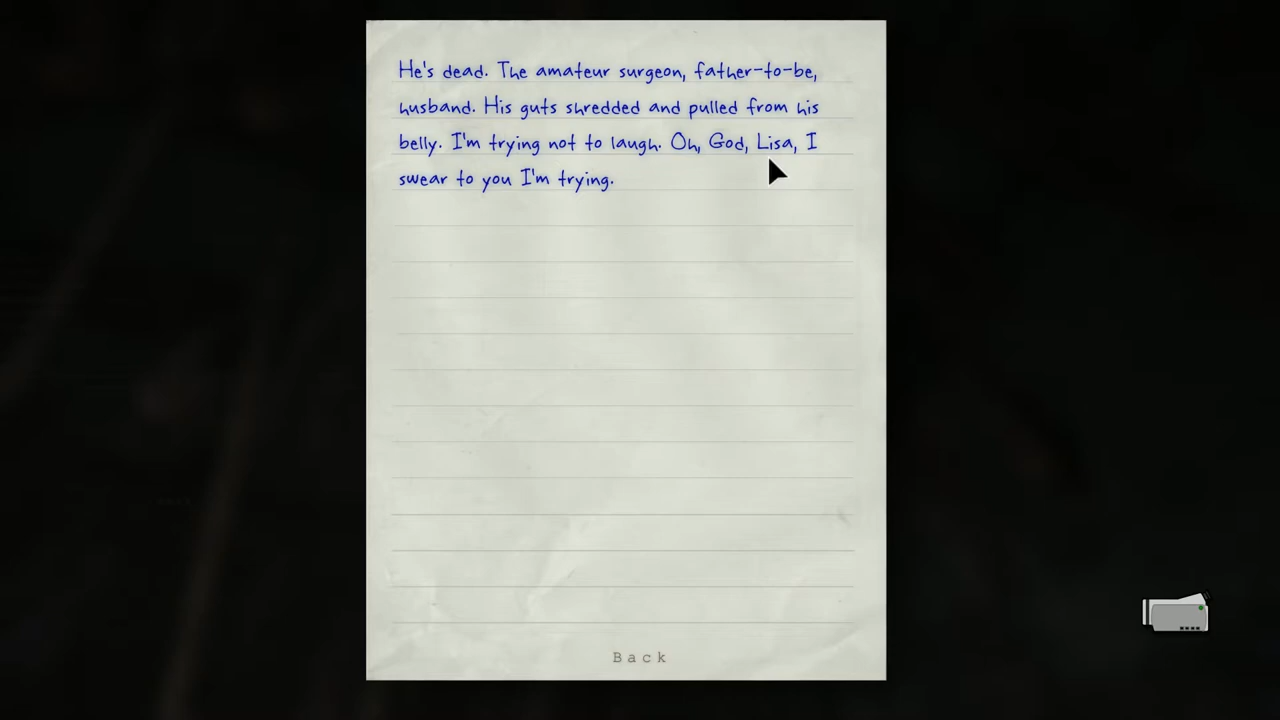 He's dead. The amateur surgeon, father-to-be,
husband. His guts shredded and pulled from his
belly. I'm trying not to laugh. Oh, God, Lisa, I
swear to you I'm trying.
Back